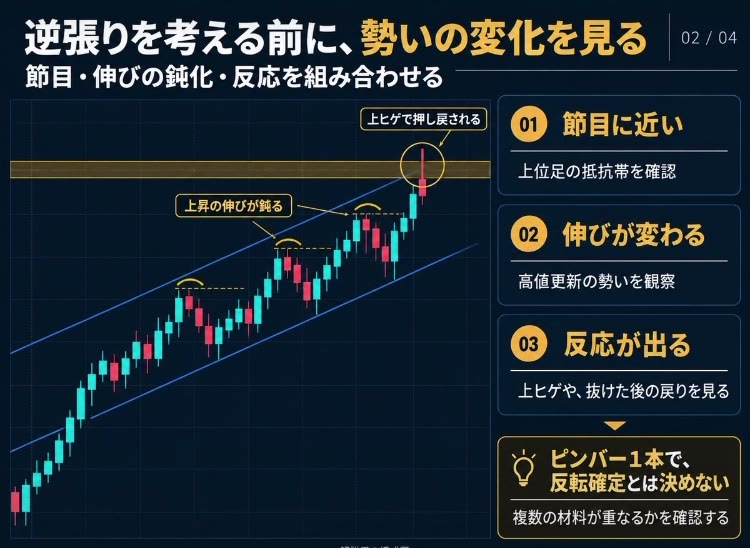 逆張りを考える前に、勢いの変化を見る
02 / 04
節目・伸びの鈍化・反応を組み合わせる
上ヒゲで押し戻される
上昇の伸びが鈍る
01 節目に近い
上位足の抵抗帯を確認
02 伸びが変わる
高値更新の勢いを観察
03 反応が出る
上ヒゲや、抜けた後の戻りを見る
ピンバー1本で、
反転確定とは決めない
複数の材料が重なるかを確認する